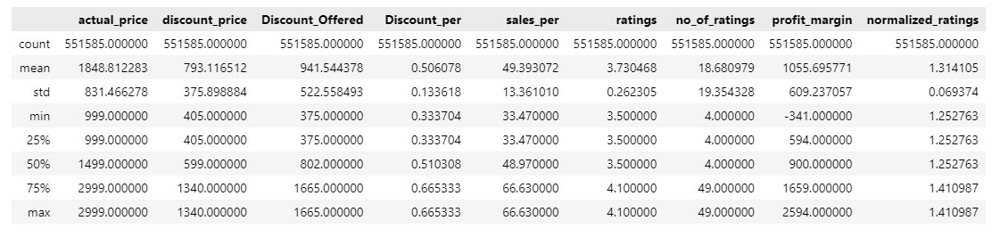 actual_price discount_price Discount_Offered Discount_per sales_per ratings no_of_ratings profit_margin normalized_ratings
count 551585.000000 551585.000000 551585.000000 551585.000000 551585.000000 551585.000000 551585.000000 551585.000000 551585.000000
mean 1848.812283 793.116512 941.544378 0.506078 49.393072 3.730468 18.680979 1055.695771 1.314105
std 831.466278 375.898884 522.558493 0.133618 13.361010 0.262305 19.354328 609.237057 0.069374
min 999.000000 405.000000 375.000000 0.333704 33.470000 3.500000 4.000000 -341.000000 1.252763
25% 999.000000 405.000000 375.000000 0.333704 33.470000 3.500000 4.000000 594.000000 1.252763
50% 1499.000000 599.000000 802.000000 0.510308 48.970000 3.500000 4.000000 900.000000 1.252763
75% 2999.000000 1340.000000 1665.000000 0.665333 66.630000 4.100000 49.000000 1659.000000 1.410987
max 2999.000000 1340.000000 1665.000000 0.665333 66.630000 4.100000 49.000000 2594.000000 1.410987